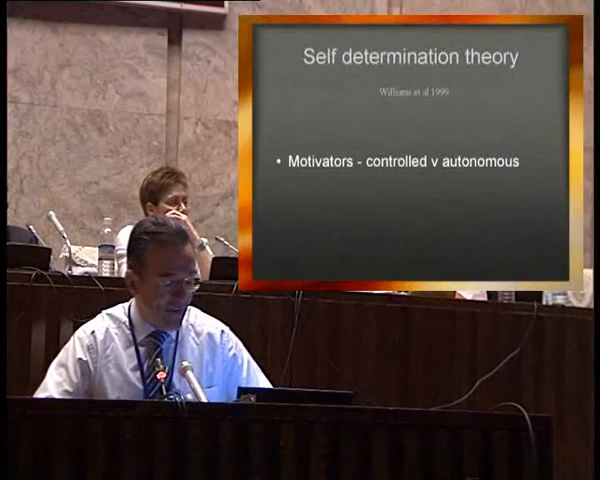 Self determination theory
Williams et al 1999
• Motivators - controlled v autonomous